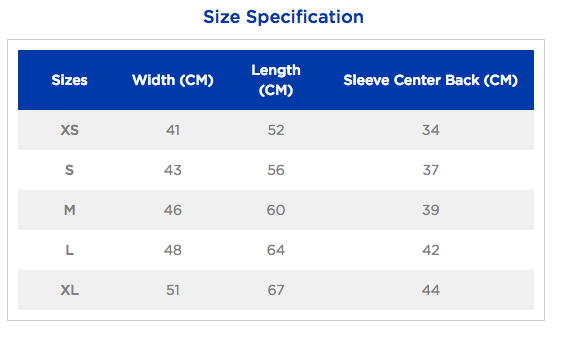 Size Specification
Sizes Width (CM) Length (CM) Sleeve Center Back (CM)
XS 41 52 34
S 43 56 37
M 46 60 39
L 48 64 42
XL 51 67 44